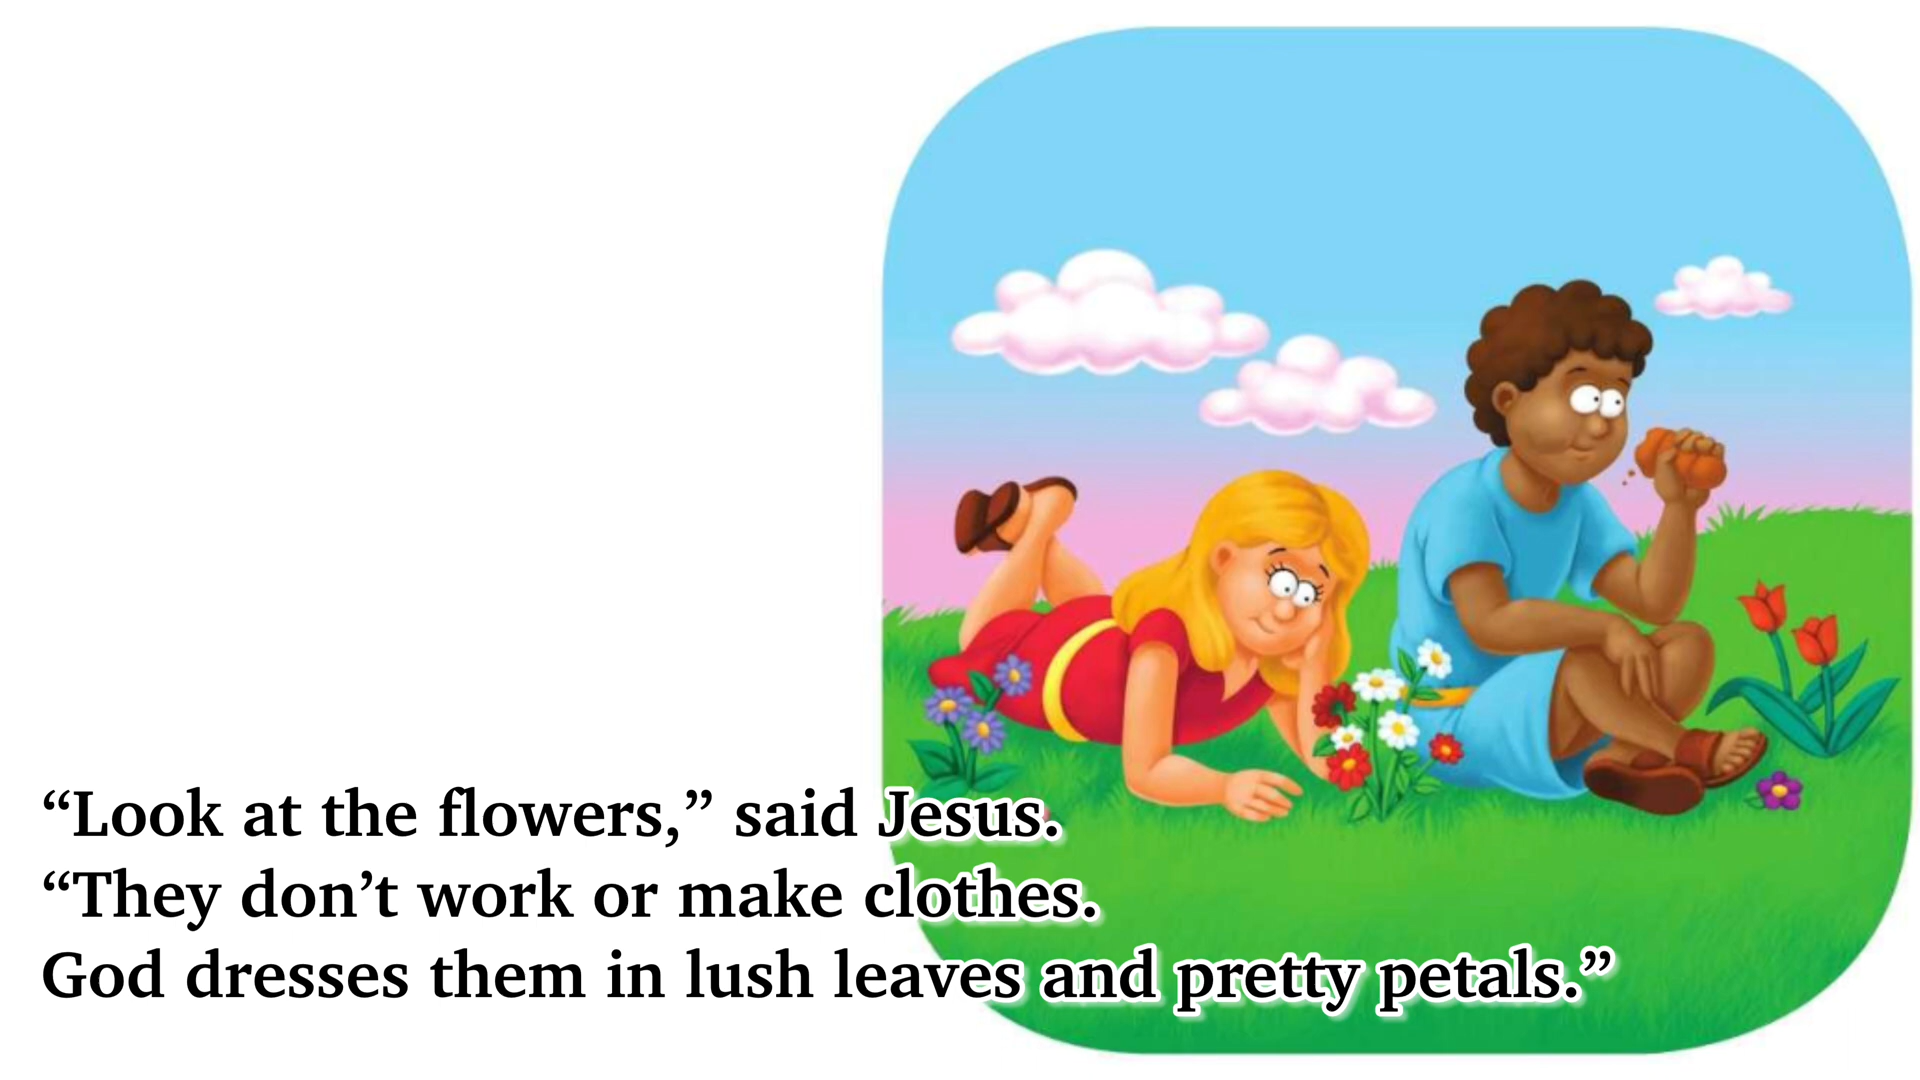 “Look at the flowers,” said Jesus.
“They don’t work or make clothes.
God dresses them in lush leaves and pretty petals.”